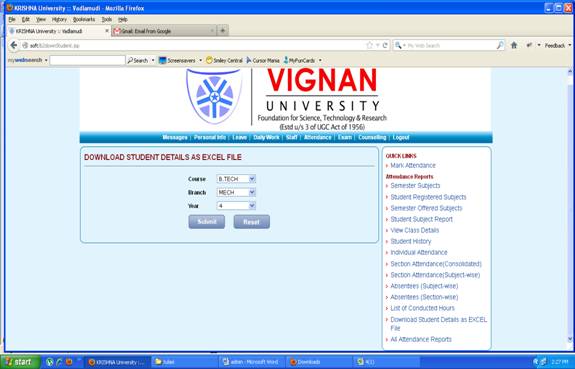 KRISHNA University :: Vadlamudi - Mozilla Firefox
File Edit View History Bookmarks Tools Help
KRISHNA University :: Vadlamudi
Gmail: Email from Google
My Web Search
Feedback
mywebsearch
Search
Screensavers
Smiley Central
Cursor Mania
MyFunCards
VIGNAN
UNIVERSITY
Foundation for Science, Technology & Research
(Estd u/s 3 of UGC Act of 1956)
Messages | Personal Info | Leave | Daily Work | Staff | Attendance | Exam | Counseling | Logout
DOWNLOAD STUDENT DETAILS AS EXCEL FILE
Course B.TECH
Branch MECH
Year 4
Submit Reset
QUICK LINKS
Mark Attendance
Attendance Reports
Semester Subjects
Student Registered Subjects
Semester Offered Subjects
Student Subject Report
View Class Details
Student History
Individual Attendance
Section Attendance(Consolidated)
Section Attendance(Subject-wise)
Absentees (Subject-wise)
Absentees (Section-wise)
List of Conducted Hours
Download Student Details as EXCEL
File
All Attendance Reports
start
KRISHNA University :...
tulasi
admin - Microsoft Word
Downloads
4(1)
2:27 PM